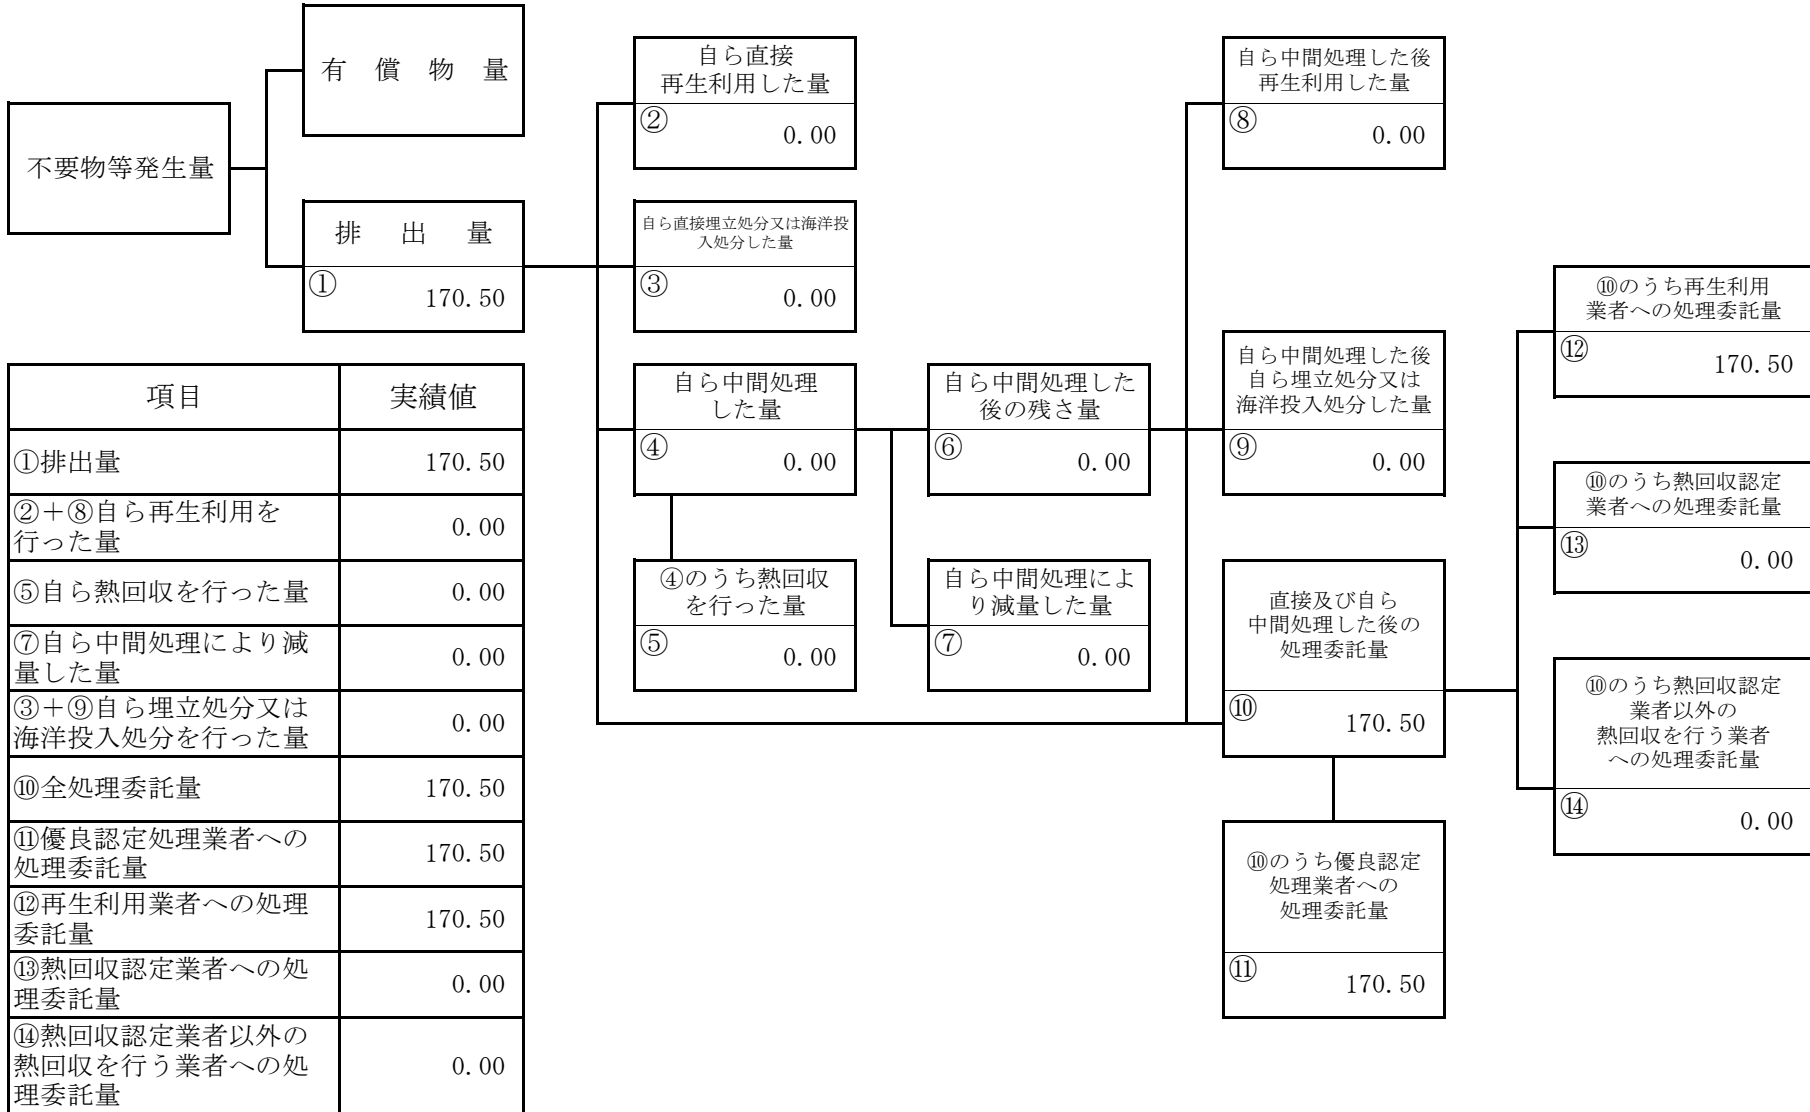 有 償 物 量
不要物等発生量
排 出 量
① 170.50
自ら直接
再生利用した量
② 0.00
自ら直接埋立処分又は海洋投
入処分した量
③ 0.00
自ら中間処理
した量
④ 0.00
④のうち熱回収
を行った量
⑤ 0.00
自ら中間処理した
後の残さ量
⑥ 0.00
自ら中間処理によ
り減量した量
⑦ 0.00
自ら中間処理した後
再生利用した量
⑧ 0.00
自ら中間処理した後
自ら埋立処分又は
海洋投入処分した量
⑨ 0.00
直接及び自ら
中間処理した後の
処理委託量
⑩ 170.50
⑩のうち優良認定
処理業者への
処理委託量
⑪ 170.50
⑩のうち再生利用
業者への処理委託量
⑫ 170.50
⑩のうち熱回収認定
業者への処理委託量
⑬ 0.00
⑩のうち熱回収認定
業者以外の
熱回収を行う業者
への処理委託量
⑭ 0.00
項目 実績値
①排出量 170.50
②+⑧自ら再生利用を
行った量 0.00
⑤自ら熱回収を行った量 0.00
⑦自ら中間処理により減
量した量 0.00
③+⑨自ら埋立処分又は
海洋投入処分を行った量 0.00
⑩全処理委託量 170.50
⑪優良認定処理業者への
処理委託量 170.50
⑫再生利用業者への処理
委託量 170.50
⑬熱回収認定業者への処
理委託量 0.00
⑭熱回収認定業者以外の
熱回収を行う業者への処
理委託量 0.00